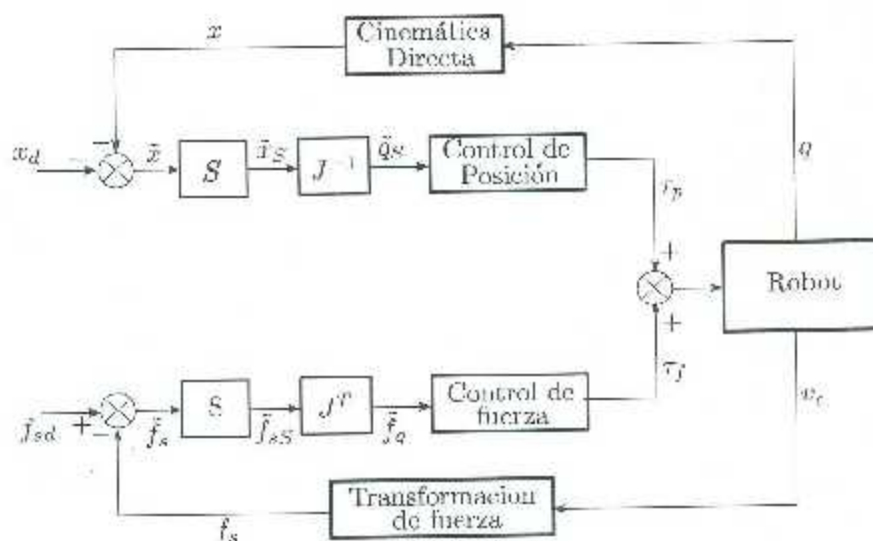 x
Cinemática
Directa
q
x_d
−
−
x̃
S
x̃_S
J⁻¹
q̃_S
Control de
Posición
τ_p
+
Robot
+
τ_f
f̃_sd
+
−
f̃_s
S
f̃_sS
J^T
f̃_q
Control de
fuerza
Transformacion
de fuerza
f_s